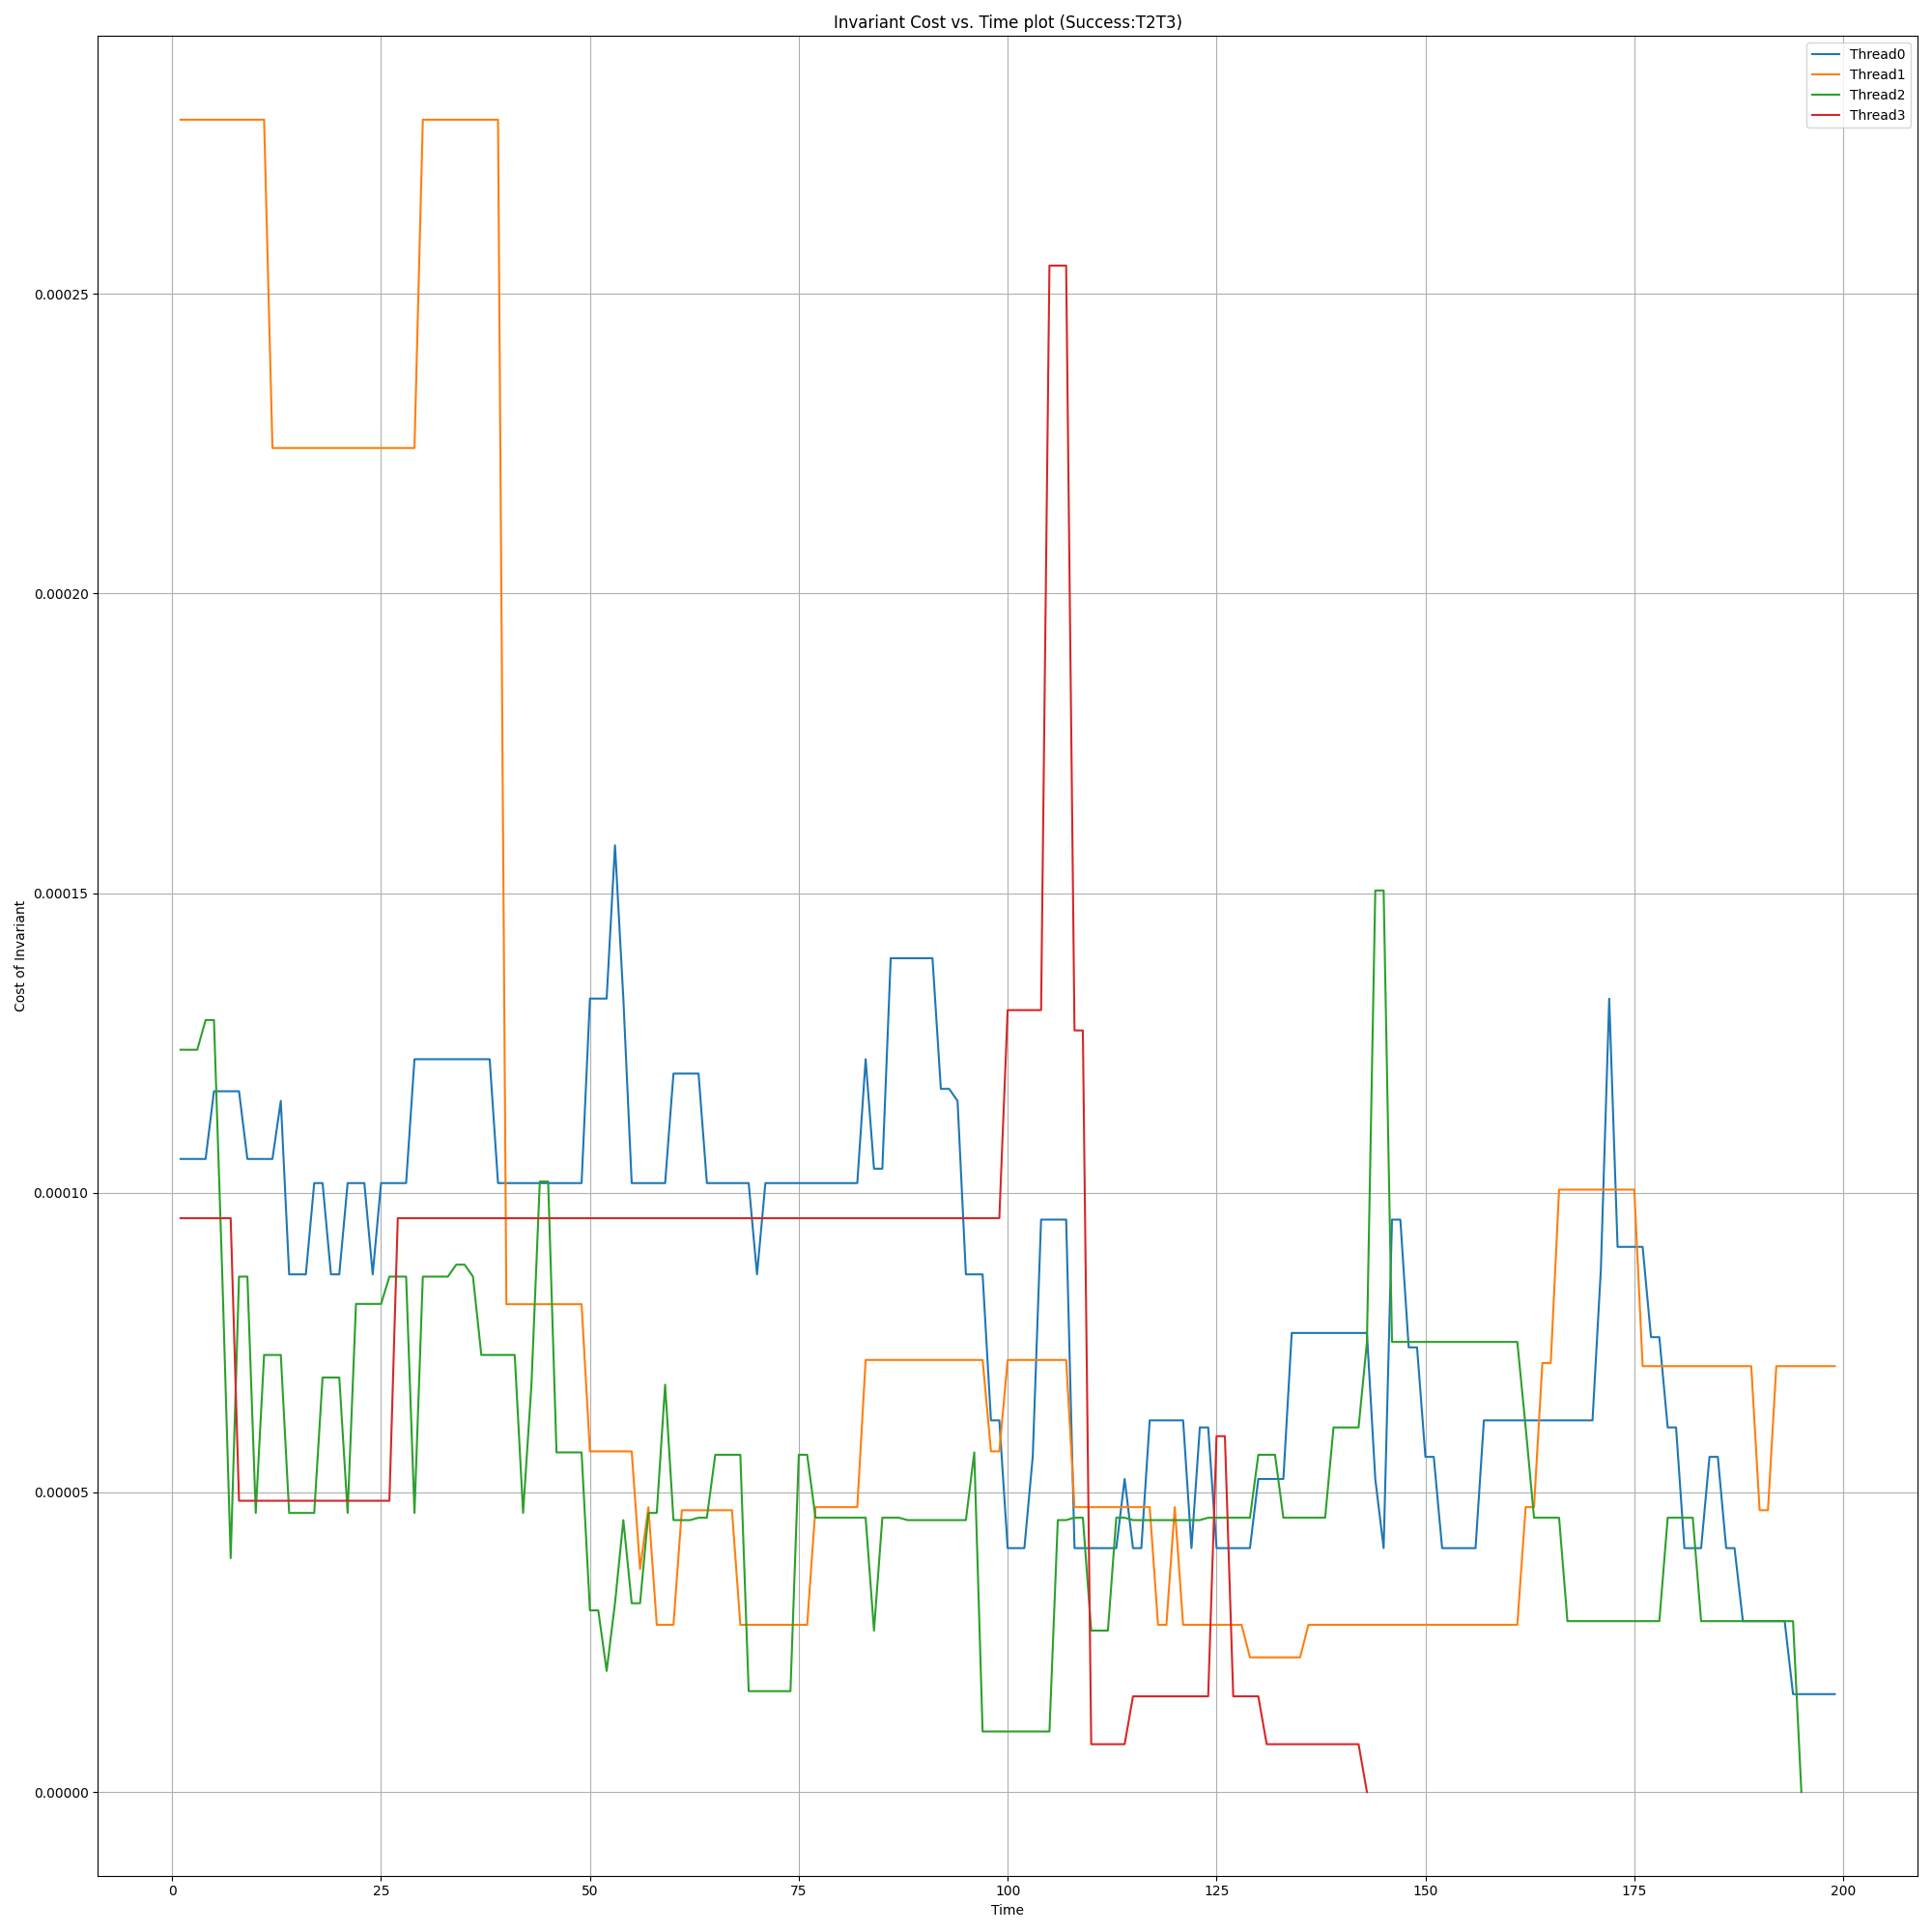 Invariant Cost vs. Time plot (Success:T2T3)
Thread0
Thread1
Thread2
Thread3
Cost of Invariant
0.00025
0.00020
0.00015
0.00010
0.00005
0.00000
0 25 50 75 100 125 150 175 200
Time